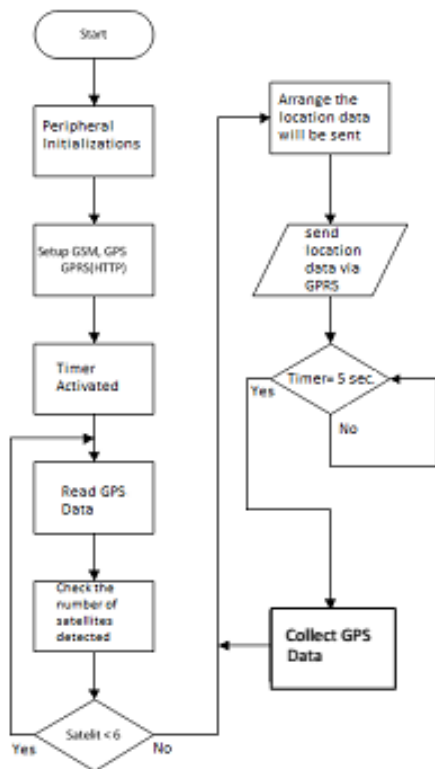 Start
Peripheral
Initializations
Setup GSM, GPS
GPRS(HTTP)
Timer
Activated
Read GPS
Data
Check the
number of
satellites
detected
Satelit < 6
Yes
No
Arrange the
location data
will be sent
send
location
data via
GPRS
Timer= 5 sec.
Yes
No
Collect GPS
Data